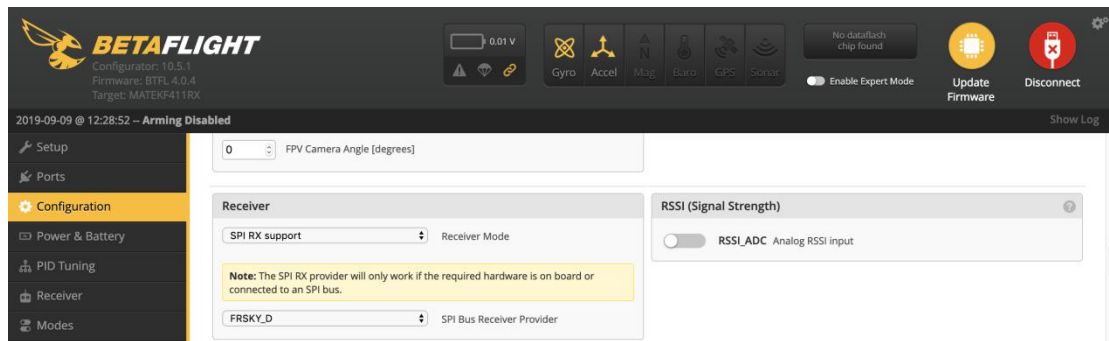 BETAFLIGHT
Configurator: 10.5.1
Firmware: BTFL 4.0.4
Target: MATEKF411RX
0.01 V
Gyro Accel Mag Baro GPS Sonar
No dataflash
chip found
Enable Expert Mode
Update
Firmware
Disconnect
2019-09-09 @ 12:28:52 -- Arming Disabled
Show Log
Setup
Ports
Configuration
Power & Battery
PID Tuning
Receiver
Modes
0 FPV Camera Angle [degrees]
Receiver
SPI RX support Receiver Mode
Note: The SPI RX provider will only work if the required hardware is on board or
connected to an SPI bus.
FRSKY_D SPI Bus Receiver Provider
RSSI (Signal Strength)
RSSI_ADC Analog RSSI input